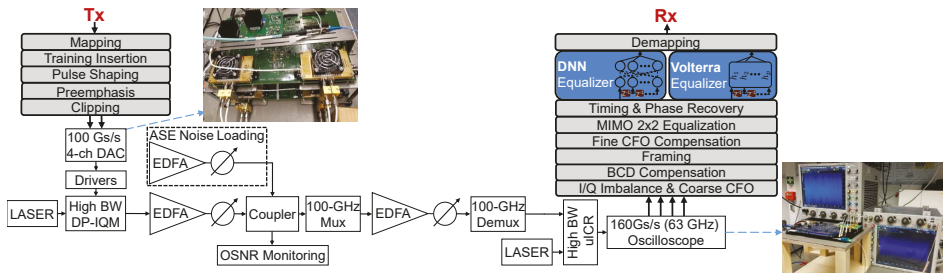 Tx
Mapping
Training Insertion
Pulse Shaping
Preemphasis
Clipping
100 Gs/s
4-ch DAC
Drivers
LASER
High BW
DP-IQM
ASE Noise Loading
EDFA
EDFA
Coupler
OSNR Monitoring
100-GHz
Mux
EDFA
100-GHz
Demux
LASER
High BW
uICR
160Gs/s (63 GHz)
Oscilloscope
Rx
Demapping
DNN
Equalizer
Volterra
Equalizer
Timing & Phase Recovery
MIMO 2x2 Equalization
Fine CFO Compensation
Framing
BCD Compensation
I/Q Imbalance & Coarse CFO